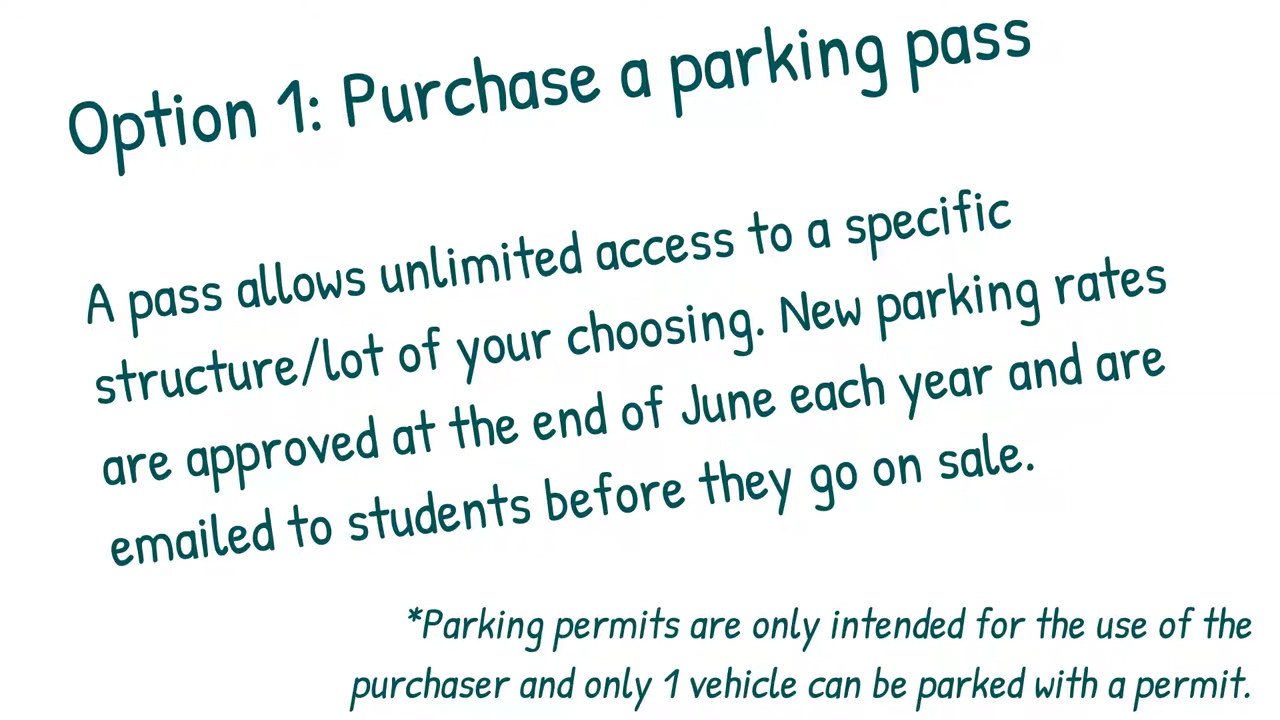 Option 1: Purchase a parking pass
A pass allows unlimited access to a specific
structure/lot of your choosing. New parking rates
are approved at the end of June each year and are
emailed to students before they go on sale.
*Parking permits are only intended for the use of the
purchaser and only 1 vehicle can be parked with a permit.